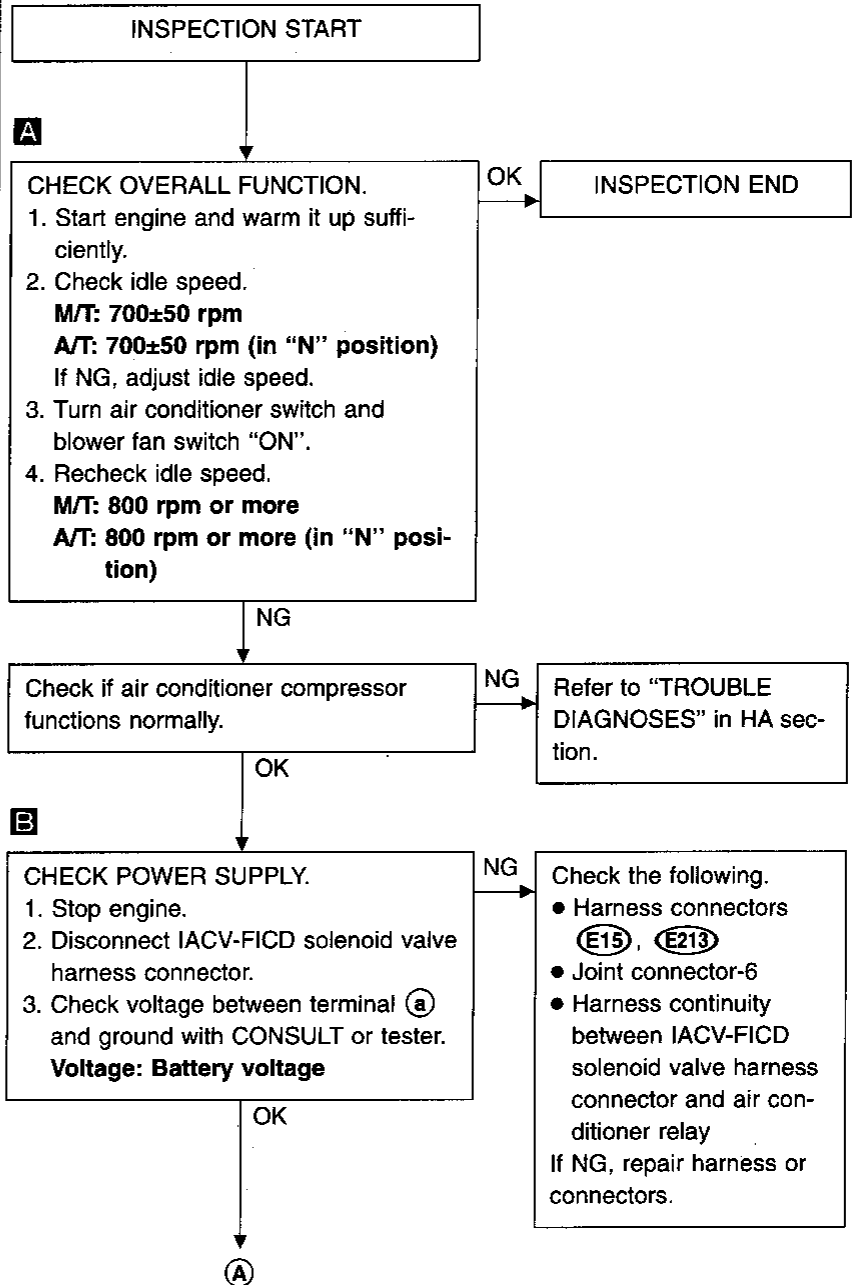 INSPECTION START
A
CHECK OVERALL FUNCTION.
1. Start engine and warm it up suffi-
ciently.
2. Check idle speed.
M/T: 700±50 rpm
A/T: 700±50 rpm (in “N” position)
If NG, adjust idle speed.
3. Turn air conditioner switch and
blower fan switch “ON”.
4. Recheck idle speed.
M/T: 800 rpm or more
A/T: 800 rpm or more (in “N” posi-
tion)
OK
INSPECTION END
NG
Check if air conditioner compressor
functions normally.
NG
Refer to “TROUBLE
DIAGNOSES” in HA sec-
tion.
OK
B
CHECK POWER SUPPLY.
1. Stop engine.
2. Disconnect IACV-FICD solenoid valve
harness connector.
3. Check voltage between terminal ⓐ
and ground with CONSULT or tester.
Voltage: Battery voltage
NG
Check the following.
● Harness connectors
E15, E213
● Joint connector-6
● Harness continuity
between IACV-FICD
solenoid valve harness
connector and air con-
ditioner relay
If NG, repair harness or
connectors.
OK
Ⓐ